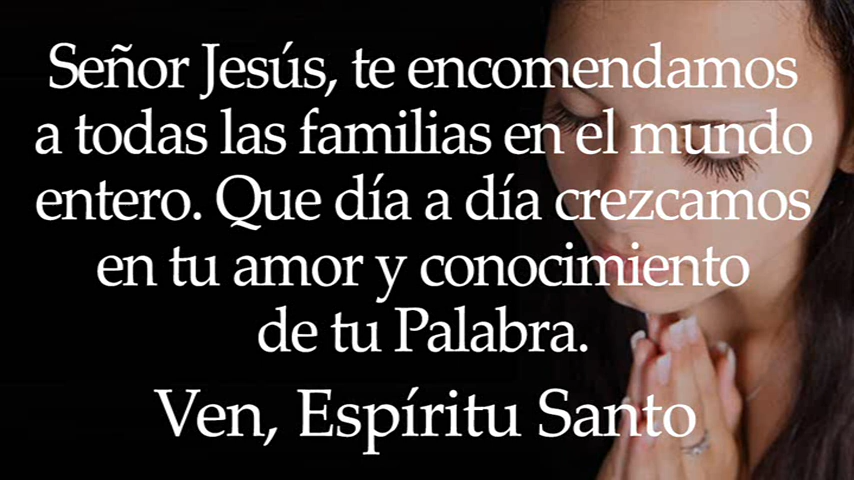 Señor Jesús, te encomendamos
a todas las familias en el mundo
entero. Que día a día crezcamos
en tu amor y conocimiento
de tu Palabra.
Ven, Espíritu Santo